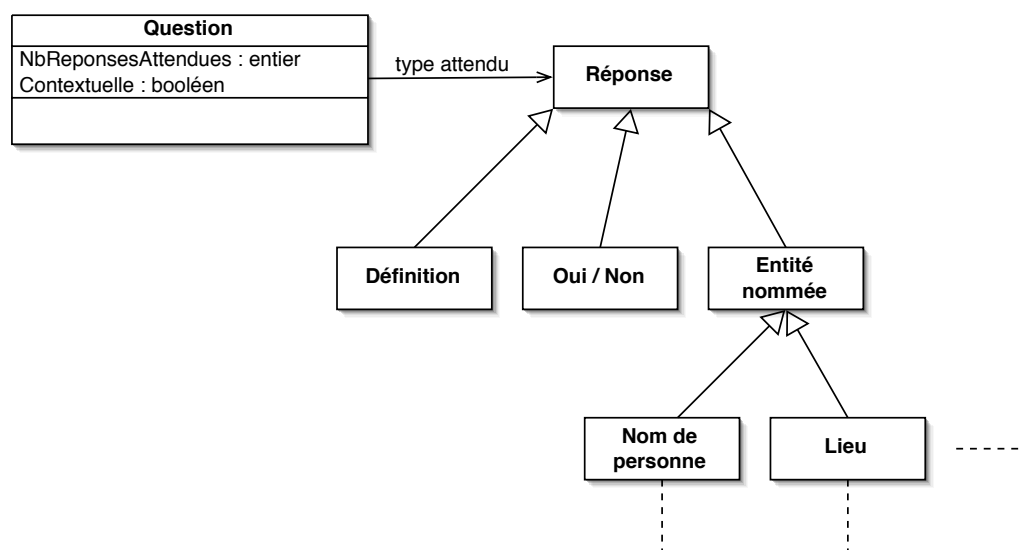 Question
NbReponsesAttendues : entier
Contextuelle : booléen
type attendu
Réponse
Définition
Oui / Non
Entité
nommée
Nom de
personne
Lieu